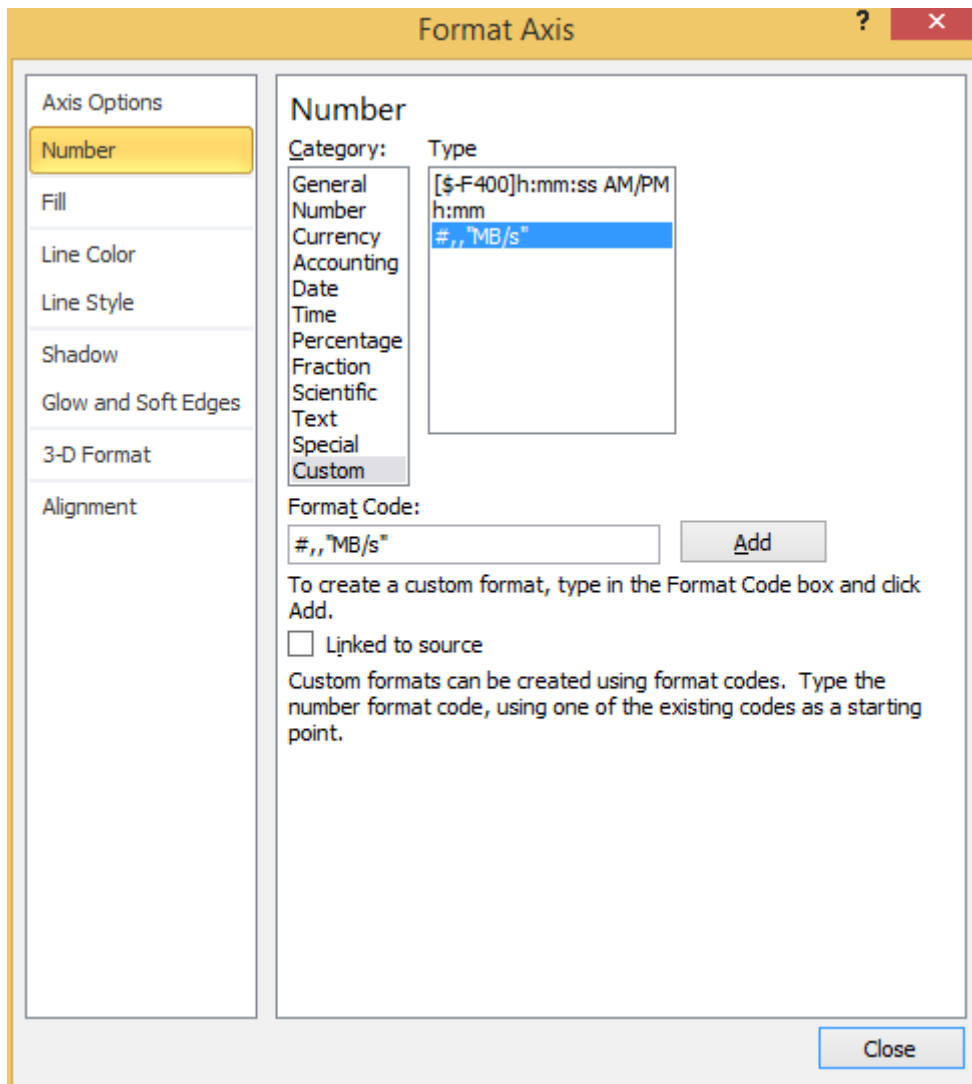 Format Axis
?
×
Axis Options
Number
Fill
Line Color
Line Style
Shadow
Glow and Soft Edges
3-D Format
Alignment
Number
Category:
General
Number
Currency
Accounting
Date
Time
Percentage
Fraction
Scientific
Text
Special
Custom
Type
[$-F400]h:mm:ss AM/PM
h:mm
#,,"MB/s"
Format Code:
#,,"MB/s"
Add
To create a custom format, type in the Format Code box and click
Add.
Linked to source
Custom formats can be created using format codes.  Type the
number format code, using one of the existing codes as a starting
point.
Close